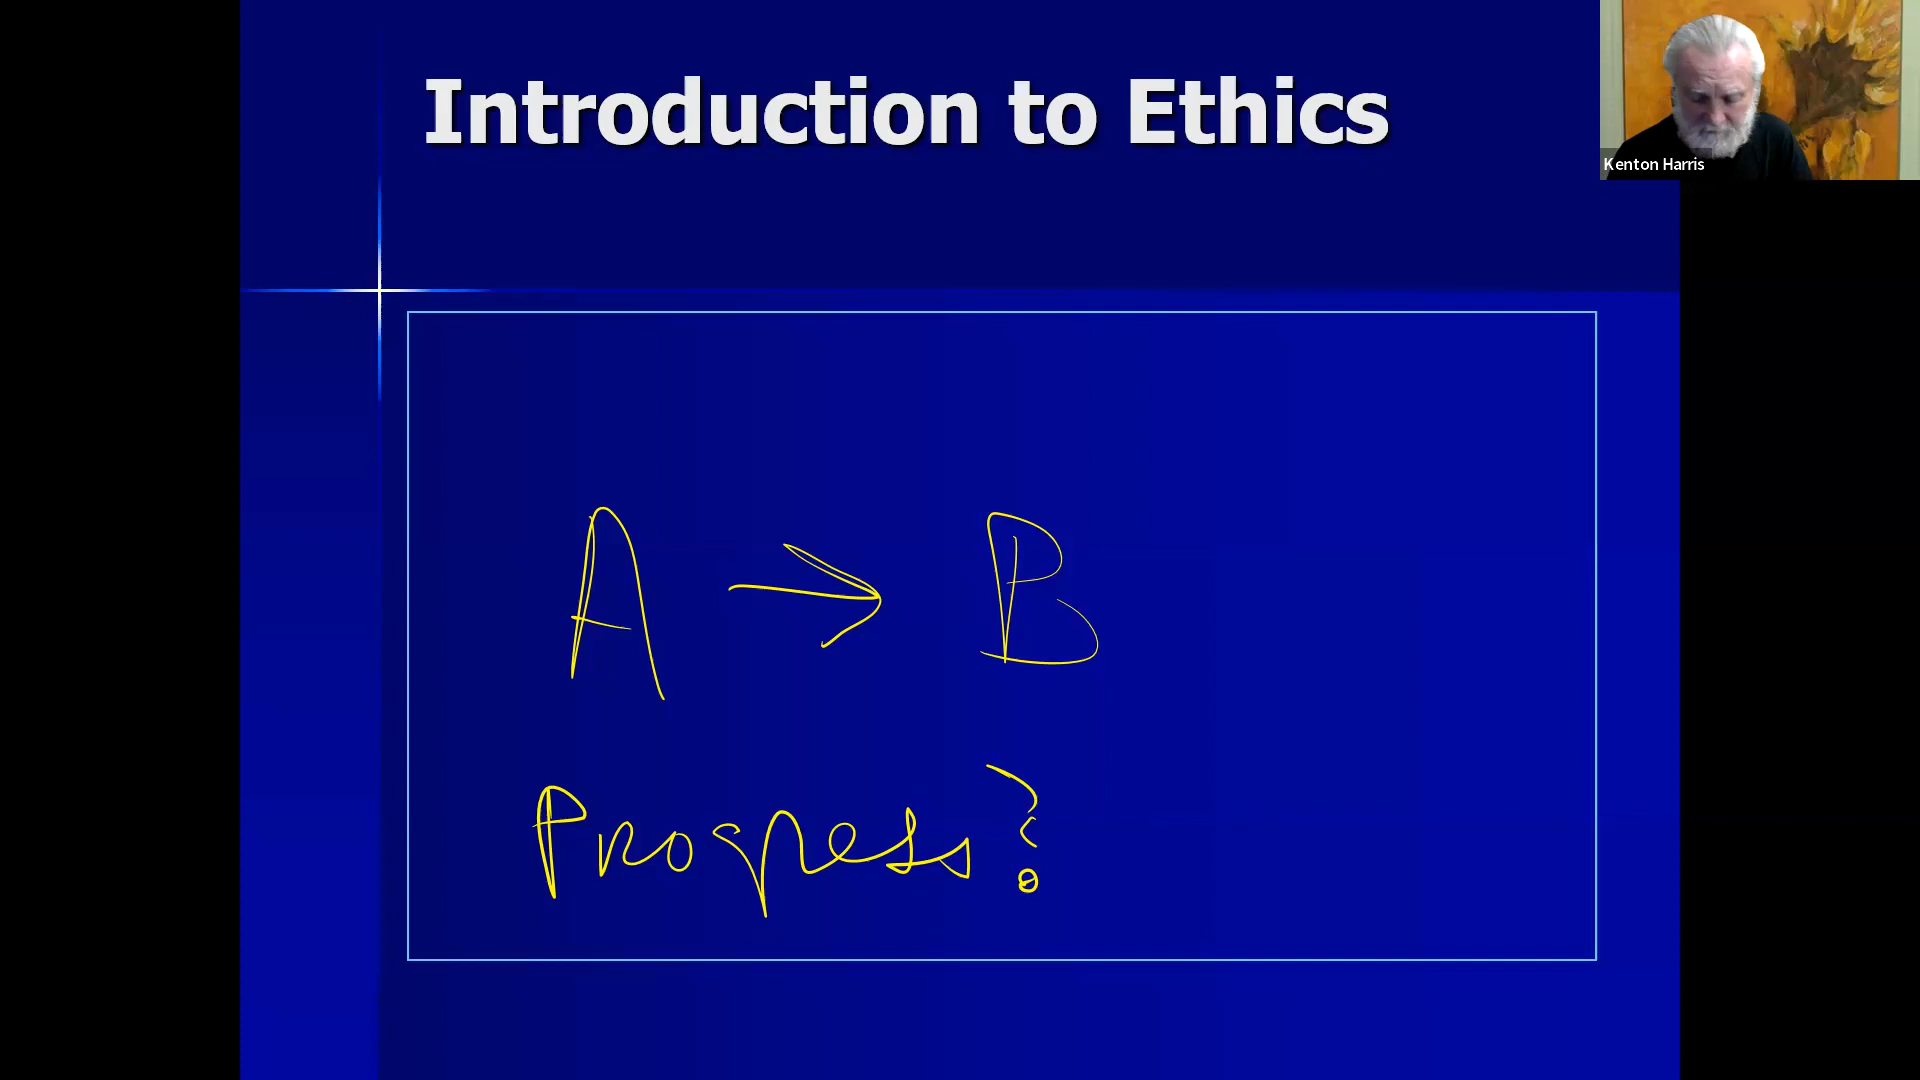 Introduction to Ethics
Kenton Harris
A → B
Progress?